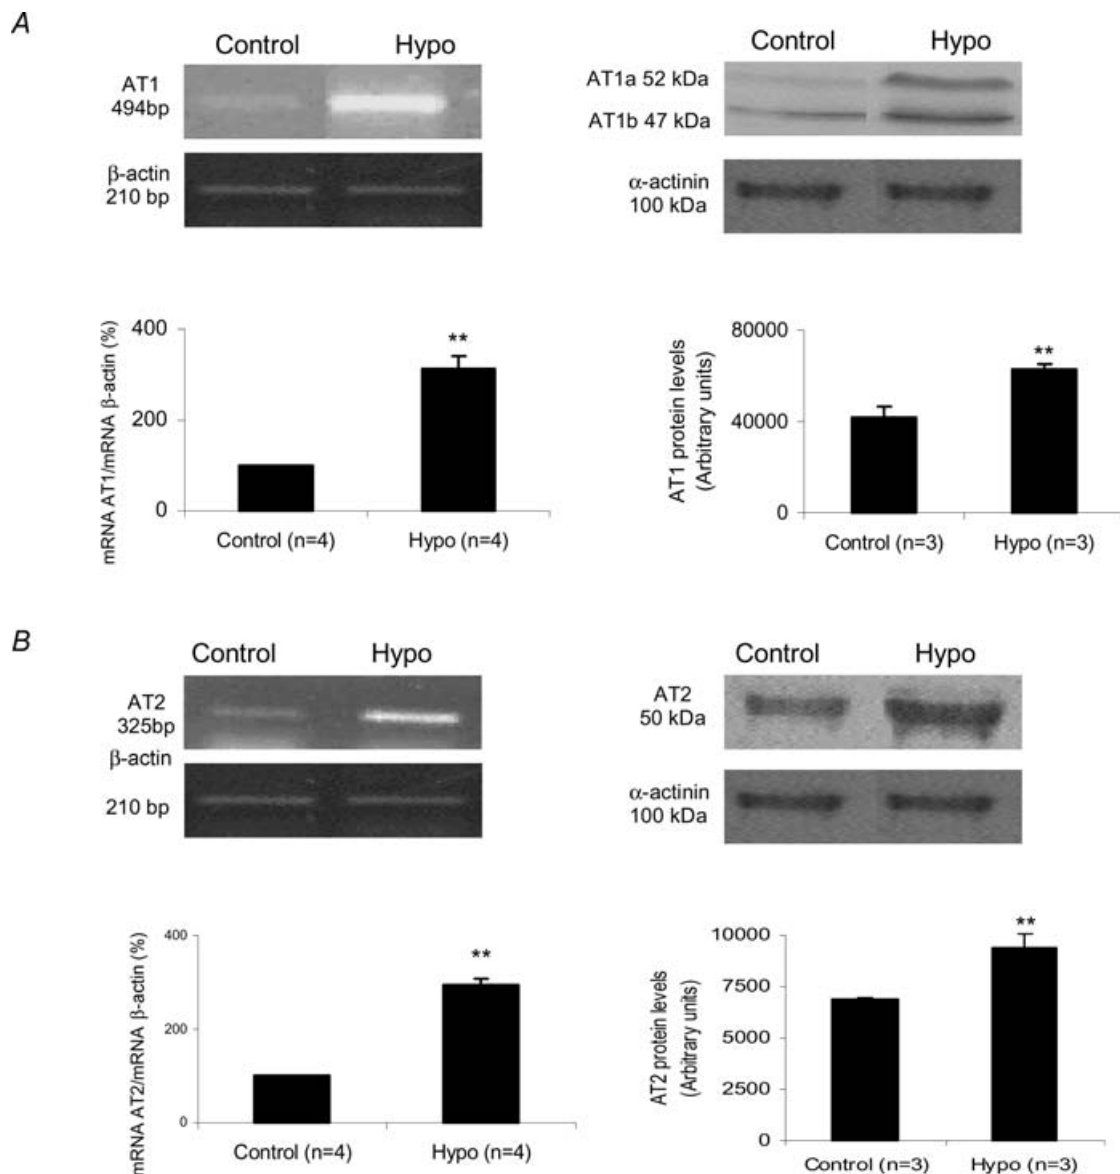 A
Control Hypo
AT1
494bp
β-actin
210 bp
Control Hypo
AT1a 52 kDa
AT1b 47 kDa
α-actinin
100 kDa
mRNA AT1/mRNA β-actin (%)
400
200
0
**
Control (n=4) Hypo (n=4)
AT1 protein levels
(Arbitrary units)
80000
40000
0
**
Control (n=3) Hypo (n=3)
B
Control Hypo
AT2
325bp
β-actin
210 bp
Control Hypo
AT2
50 kDa
α-actinin
100 kDa
mRNA AT2/mRNA β-actin (%)
400
200
0
**
Control (n=4) Hypo (n=4)
AT2 protein levels
(Arbitrary units)
10000
7500
5000
2500
0
**
Control (n=3) Hypo (n=3)